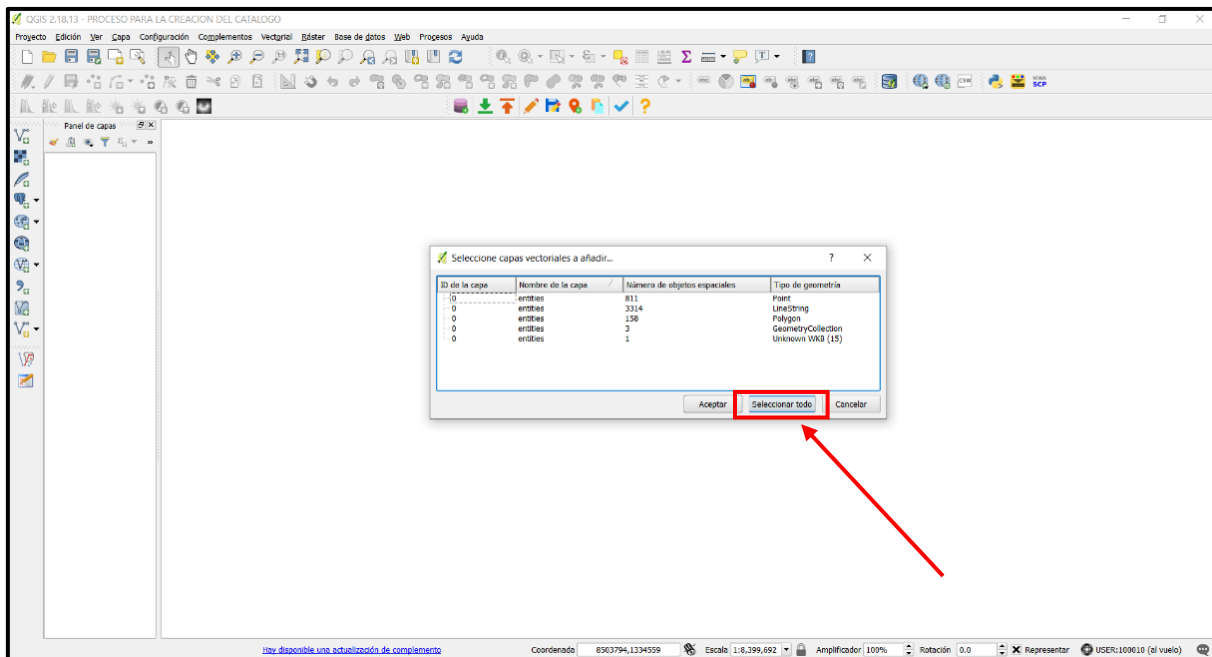 QGIS 2.18.13 - PROCESO PARA LA CREACION DEL CATALOGO
Proyecto Edición Ver Capa Configuración Complementos Vectorial Ráster Base de datos Web Procesos Ayuda
CSW
SCP
Panel de capas
Seleccione capas vectoriales a añadir... ?
ID de la capa Nombre de la capa Número de objetos espaciales Tipo de geometría
0 entities 811 Point
0 entities 3314 LineString
0 entities 158 Polygon
0 entities 3 GeometryCollection
0 entities 1 Unknown WKB (15)
Aceptar Seleccionar todo Cancelar
Hay disponible una actualización de complemento Coordenada 8503794,1334559 Escala 1:8,399,692 Amplificador 100% Rotación 0.0 Representar USER:100010 (al vuelo)